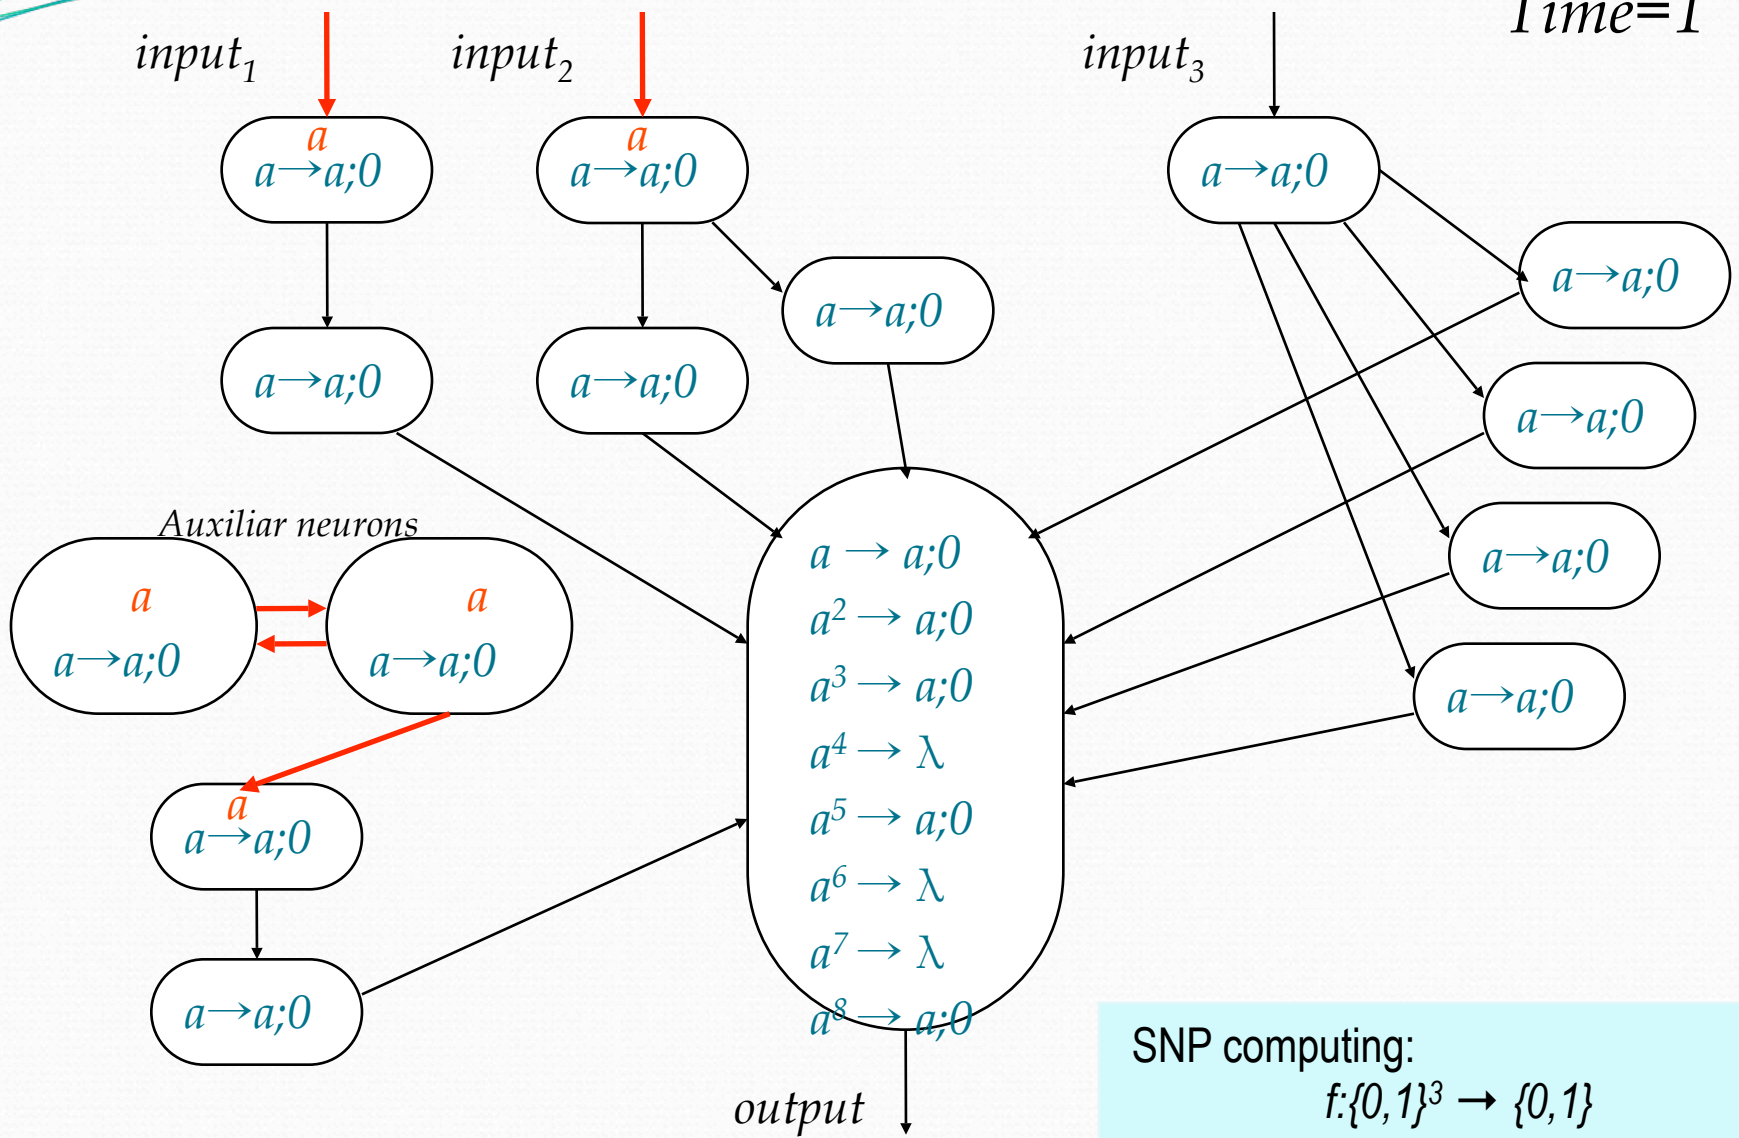 Time=1
input₁
input₂
input₃
a
a
a→a;0
a→a;0
a→a;0
a→a;0
a→a;0
a→a;0
a→a;0
a→a;0
Auxiliar neurons
a → a;0
a→a;0
a
a
a² → a;0
a→a;0
a→a;0
a³ → a;0
a→a;0
a⁴ → λ
a
a→a;0
a⁵ → a;0
a⁶ → λ
a⁷ → λ
a→a;0
a⁸ → a;0
SNP computing:
f:{0,1}³ → {0,1}
output